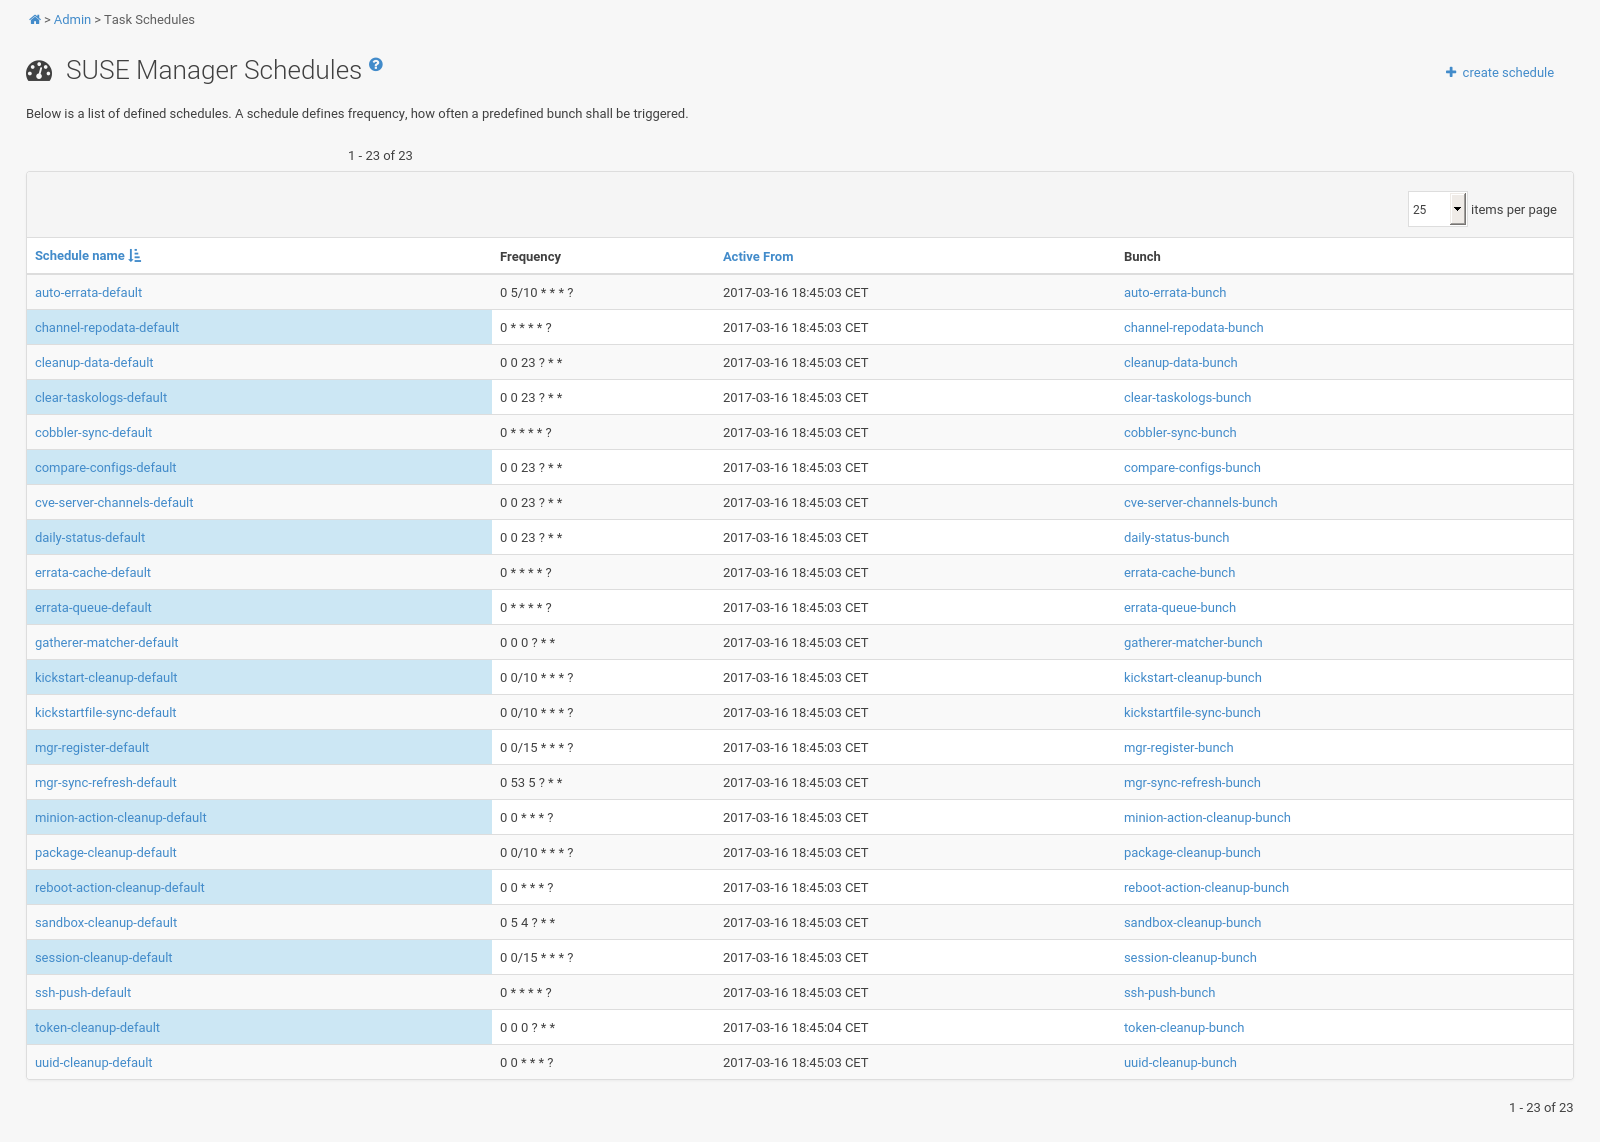 > Admin > Task Schedules
SUSE Manager Schedules
create schedule
Below is a list of defined schedules. A schedule defines frequency, how often a predefined bunch shall be triggered.
1 - 23 of 23
25 items per page
Schedule name Frequency Active From Bunch
auto-errata-default 0 5/10 * * * ? 2017-03-16 18:45:03 CET auto-errata-bunch
channel-repodata-default 0 * * * * ? 2017-03-16 18:45:03 CET channel-repodata-bunch
cleanup-data-default 0 0 23 ? * * 2017-03-16 18:45:03 CET cleanup-data-bunch
clear-taskologs-default 0 0 23 ? * * 2017-03-16 18:45:03 CET clear-taskologs-bunch
cobbler-sync-default 0 * * * * ? 2017-03-16 18:45:03 CET cobbler-sync-bunch
compare-configs-default 0 0 23 ? * * 2017-03-16 18:45:03 CET compare-configs-bunch
cve-server-channels-default 0 0 23 ? * * 2017-03-16 18:45:03 CET cve-server-channels-bunch
daily-status-default 0 0 23 ? * * 2017-03-16 18:45:03 CET daily-status-bunch
errata-cache-default 0 * * * * ? 2017-03-16 18:45:03 CET errata-cache-bunch
errata-queue-default 0 * * * * ? 2017-03-16 18:45:03 CET errata-queue-bunch
gatherer-matcher-default 0 0 0 ? * * 2017-03-16 18:45:03 CET gatherer-matcher-bunch
kickstart-cleanup-default 0 0/10 * * * ? 2017-03-16 18:45:03 CET kickstart-cleanup-bunch
kickstartfile-sync-default 0 0/10 * * * ? 2017-03-16 18:45:03 CET kickstartfile-sync-bunch
mgr-register-default 0 0/15 * * * ? 2017-03-16 18:45:03 CET mgr-register-bunch
mgr-sync-refresh-default 0 53 5 ? * * 2017-03-16 18:45:03 CET mgr-sync-refresh-bunch
minion-action-cleanup-default 0 0 * * * ? 2017-03-16 18:45:03 CET minion-action-cleanup-bunch
package-cleanup-default 0 0/10 * * * ? 2017-03-16 18:45:03 CET package-cleanup-bunch
reboot-action-cleanup-default 0 0 * * * ? 2017-03-16 18:45:03 CET reboot-action-cleanup-bunch
sandbox-cleanup-default 0 5 4 ? * * 2017-03-16 18:45:03 CET sandbox-cleanup-bunch
session-cleanup-default 0 0/15 * * * ? 2017-03-16 18:45:03 CET session-cleanup-bunch
ssh-push-default 0 * * * * ? 2017-03-16 18:45:03 CET ssh-push-bunch
token-cleanup-default 0 0 0 ? * * 2017-03-16 18:45:04 CET token-cleanup-bunch
uuid-cleanup-default 0 0 * * * ? 2017-03-16 18:45:03 CET uuid-cleanup-bunch
1 - 23 of 23